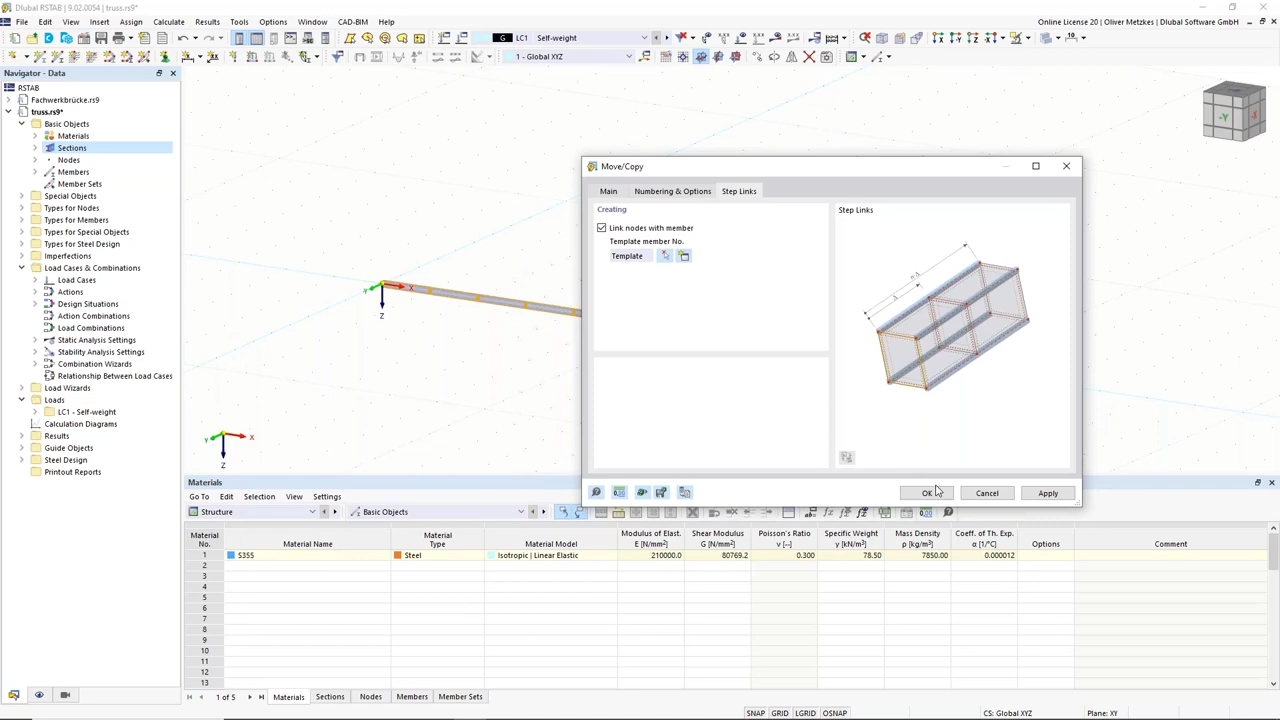 Dlubal RSTAB | 9.02.0054 | truss.rs9*
File Edit View Insert Assign Calculate Results Tools Options Window CAD-BIM Help
Online License 20 | Oliver Metzkes | Dlubal Software GmbH
G LC1 Self-weight
1 - Global XYZ
Navigator - Data
RSTAB
Fachwerkbrücke.rs9
truss.rs9*
Basic Objects
Materials
Sections
Nodes
Members
Member Sets
Special Objects
Types for Nodes
Types for Members
Types for Special Objects
Types for Steel Design
Imperfections
Load Cases & Combinations
Load Cases
Actions
Design Situations
Action Combinations
Load Combinations
Static Analysis Settings
Stability Analysis Settings
Combination Wizards
Relationship Between Load Cases
Load Wizards
Loads
LC1 - Self-weight
Calculation Diagrams
Results
Guide Objects
Steel Design
Printout Reports
Y X
Z
Y X
Z
-Y -X
Move/Copy
Main Numbering & Options Step Links
Creating
Link nodes with member
Template member No.
Template
Step Links
OK Cancel Apply
Materials
Go To Edit Selection View Settings
Structure Basic Objects
Material No. Material Name Material Type Material Model Modulus of Elast. E [N/mm²] Shear Modulus G [N/mm²] Poisson's Ratio ν [--] Specific Weight γ [kN/m³] Mass Density ρ [kg/m³] Coeff. of Th. Exp. α [1/°C] Options Comment
1 S355 Steel Isotropic | Linear Elastic 210000.0 80769.2 0.300 78.50 7850.00 0.000012
2
3
4
5
6
7
8
9
10
11
12
13
1 of 5 Materials Sections Nodes Members Member Sets
SNAP GRID LGRID OSNAP CS: Global XYZ Plane: XY